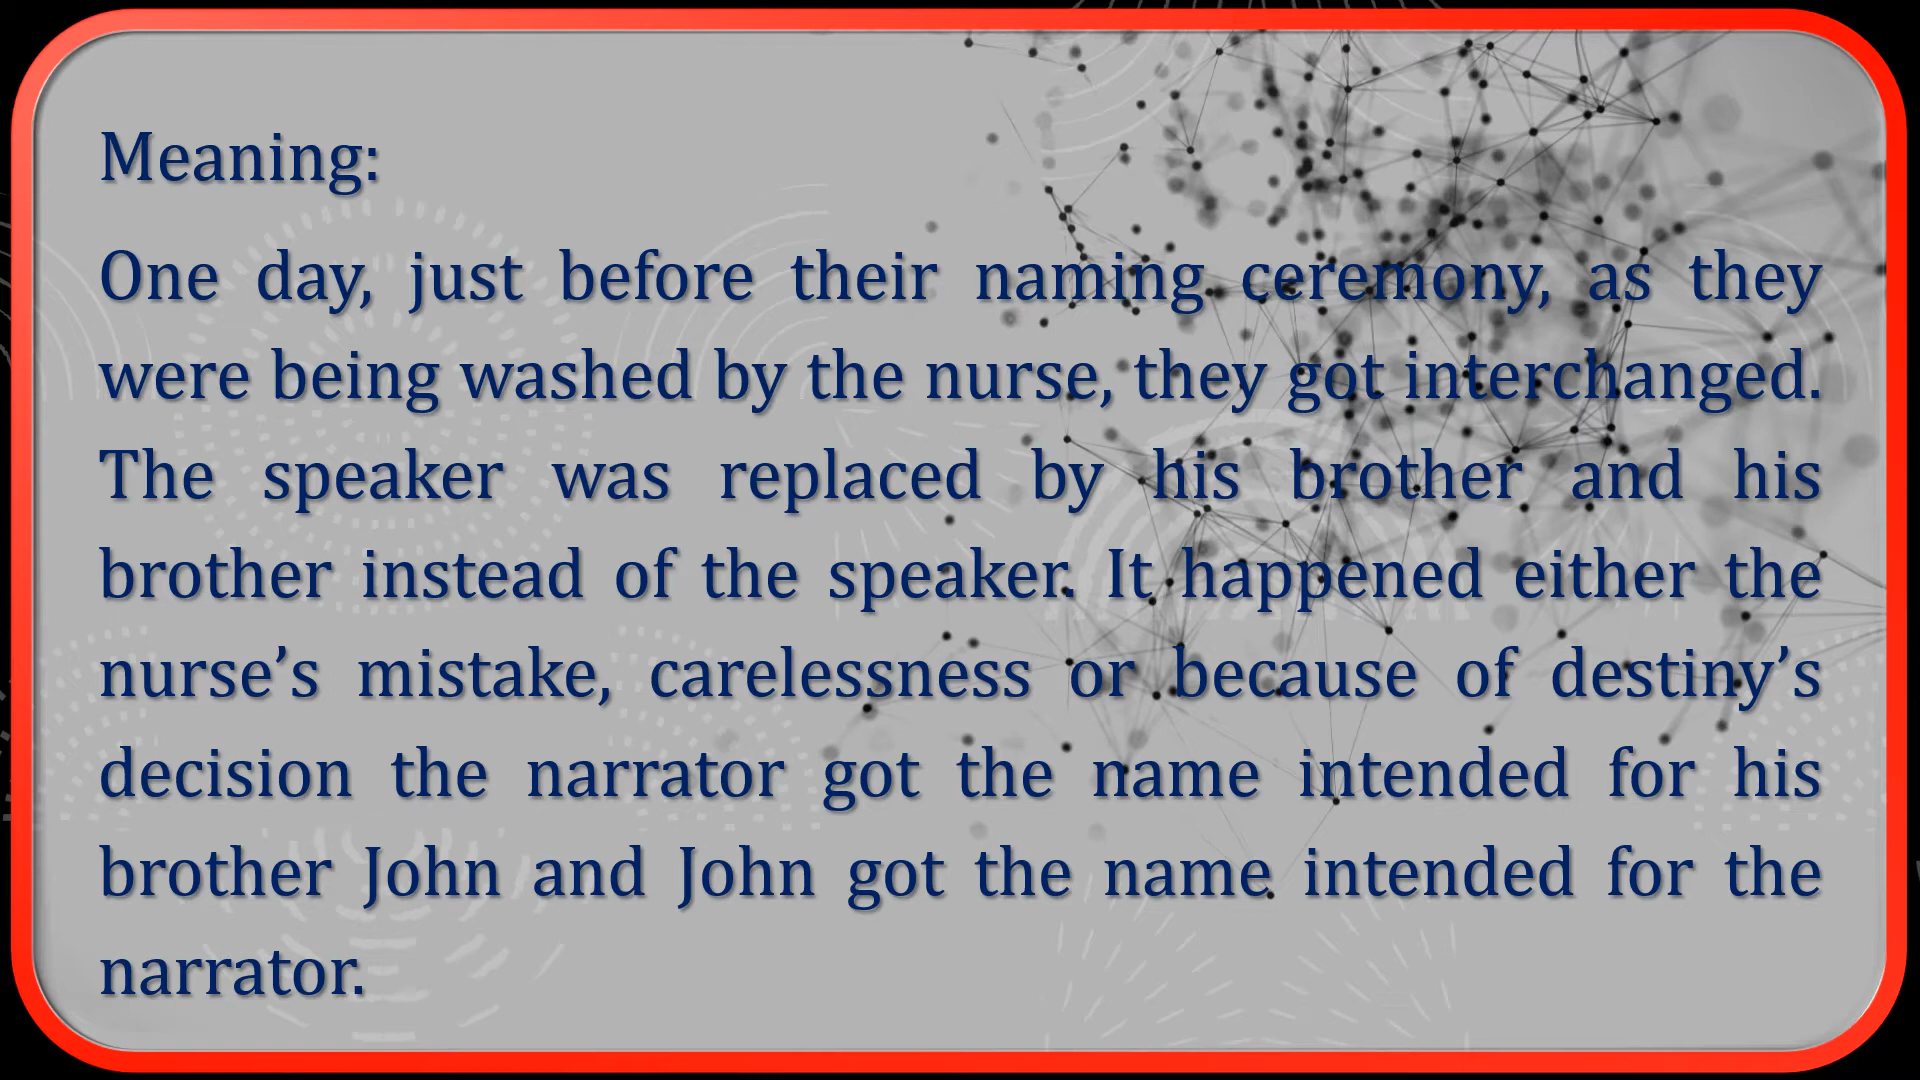 Meaning:
One day, just before their naming ceremony, as they
were being washed by the nurse, they got interchanged.
The speaker was replaced by his brother and his
brother instead of the speaker. It happened either the
nurse’s mistake, carelessness or because of destiny’s
decision the narrator got the name intended for his
brother John and John got the name intended for the
narrator.